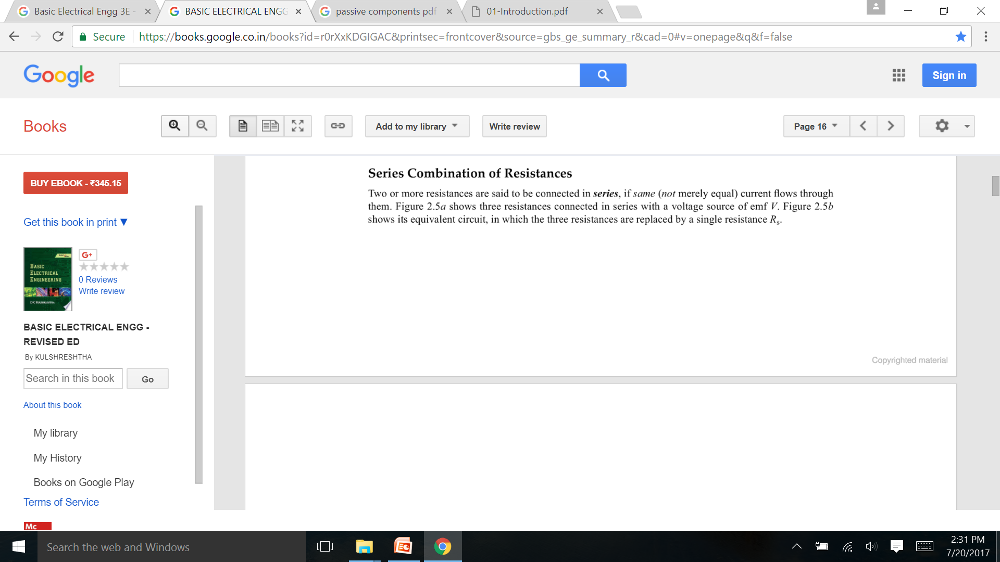 Basic Electrical Engg 3E -
BASIC ELECTRICAL ENGG
passive components pdf
01-Introduction.pdf
Secure
https://books.google.co.in/books?id=r0rXxKDGIGAC&printsec=frontcover&source=gbs_ge_summary_r&cad=0#v=onepage&q&f=false
Google
Sign in
Books
Add to my library
Write review
Page 16
BUY EBOOK - ₹345.15
Get this book in print ▼
BASIC
ELECTRICAL
ENGINEERING
D C KULSHRESHTHA
G+
0 Reviews
Write review
BASIC ELECTRICAL ENGG -
REVISED ED
By KULSHRESHTHA
Search in this book
Go
About this book
My library
My History
Books on Google Play
Terms of Service
Mc
Series Combination of Resistances
Two or more resistances are said to be connected in series, if same (not merely equal) current flows through
them. Figure 2.5a shows three resistances connected in series with a voltage source of emf V. Figure 2.5b
shows its equivalent circuit, in which the three resistances are replaced by a single resistance Rs.
Copyrighted material
Search the web and Windows
2:31 PM
7/20/2017